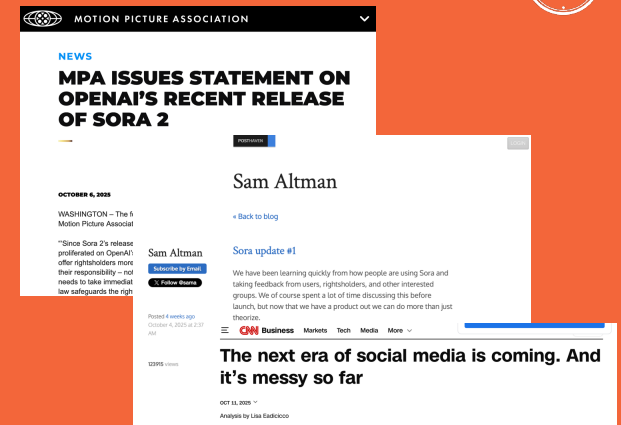 MOTION PICTURE ASSOCIATION
NEWS
MPA ISSUES STATEMENT ON
OPENAI'S RECENT RELEASE
OF SORA 2
OCTOBER 6, 2025
WASHINGTON – The
Motion Picture Associat
"'Since Sora 2's release
proliferated on OpenAI'
offer rightsholders more
their responsibility – not
needs to take immediat
law safeguards the righ
POSTHAVEN
Sam Altman
« Back to blog
Sora update #1
We have been learning quickly from how people are using Sora and
taking feedback from users, rightsholders, and other interested
groups. We of course spent a lot of time discussing this before
launch, but now that we have a product out we can do more than just
theorize.
Sam Altman
Subscribe by Email
Follow @sama
Posted 4 weeks ago
October 4, 2025 at 2:37
AM
123915 views
CNN Business Markets Tech Media More
The next era of social media is coming. And
it's messy so far
OCT 11, 2025
Analysis by Lisa Eadicicco